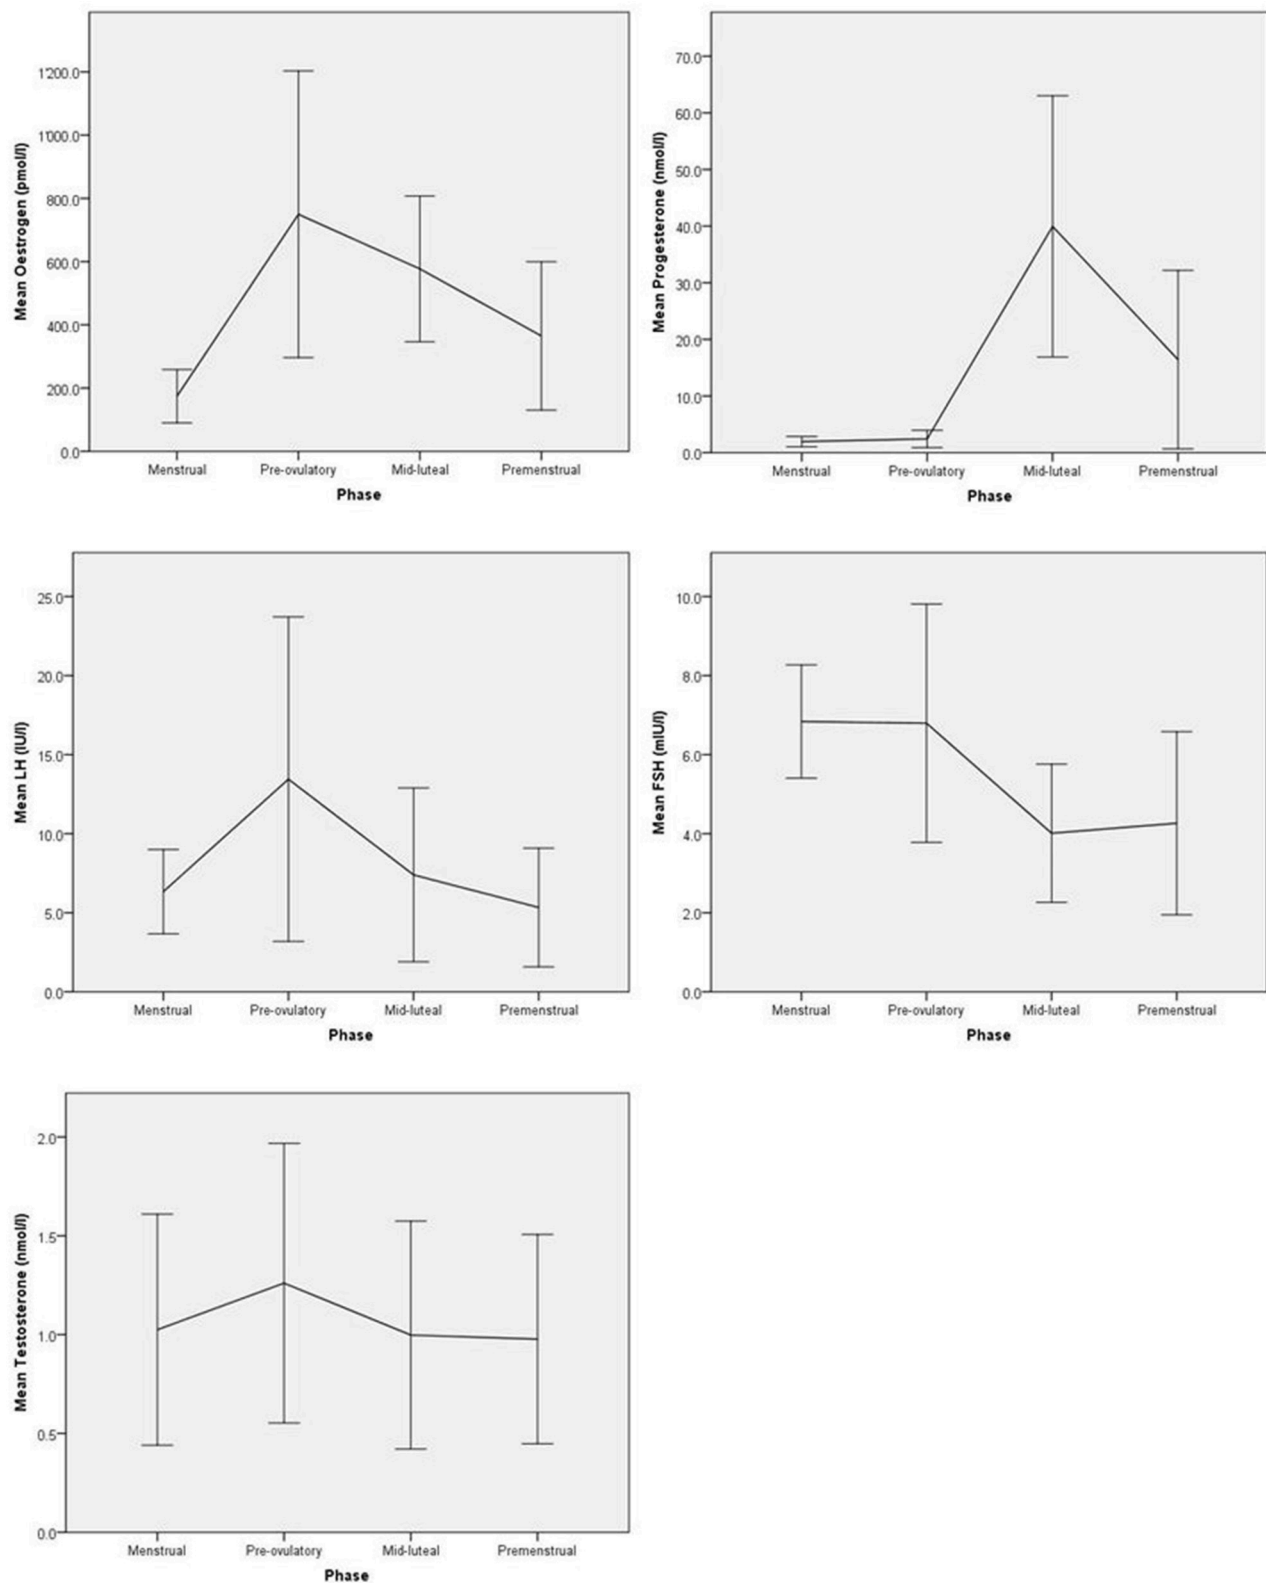 Mean Oestrogen (pmol/l)
1'200.0
1'000.0
800.0
600.0
400.0
200.0
0.0
Menstrual Pre-ovulatory Mid-luteal Premenstrual
Phase
Mean Progesterone (nmol/l)
70.0
60.0
50.0
40.0
30.0
20.0
10.0
0.0
Menstrual Pre-ovulatory Mid-luteal Premenstrual
Phase
Mean LH (IU/l)
25.0
20.0
15.0
10.0
5.0
0.0
Menstrual Pre-ovulatory Mid-luteal Premenstrual
Phase
Mean FSH (mIU/l)
10.0
8.0
6.0
4.0
2.0
0.0
Menstrual Pre-ovulatory Mid-luteal Premenstrual
Phase
Mean Testosterone (nmol/l)
2.0
1.5
1.0
0.5
0.0
Menstrual Pre-ovulatory Mid-luteal Premenstrual
Phase